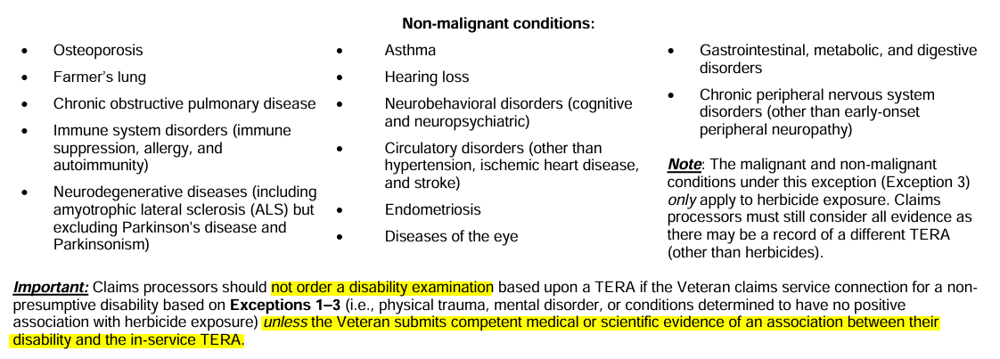 Non-malignant conditions:
• Osteoporosis
• Farmer's lung
• Chronic obstructive pulmonary disease
• Immune system disorders (immune
suppression, allergy, and
autoimmunity)
• Neurodegenerative diseases (including
amyotrophic lateral sclerosis (ALS) but
excluding Parkinson's disease and
Parkinsonism)
• Asthma
• Hearing loss
• Neurobehavioral disorders (cognitive
and neuropsychiatric)
• Circulatory disorders (other than
hypertension, ischemic heart disease,
and stroke)
• Endometriosis
• Diseases of the eye
• Gastrointestinal, metabolic, and digestive
disorders
• Chronic peripheral nervous system
disorders (other than early-onset
peripheral neuropathy)
Note: The malignant and non-malignant
conditions under this exception (Exception 3)
only apply to herbicide exposure. Claims
processors must still consider all evidence as
there may be a record of a different TERA
(other than herbicides).
Important: Claims processors should not order a disability examination based upon a TERA if the Veteran claims service connection for a non-
presumptive disability based on Exceptions 1–3 (i.e., physical trauma, mental disorder, or conditions determined to have no positive
association with herbicide exposure) unless the Veteran submits competent medical or scientific evidence of an association between their
disability and the in-service TERA.